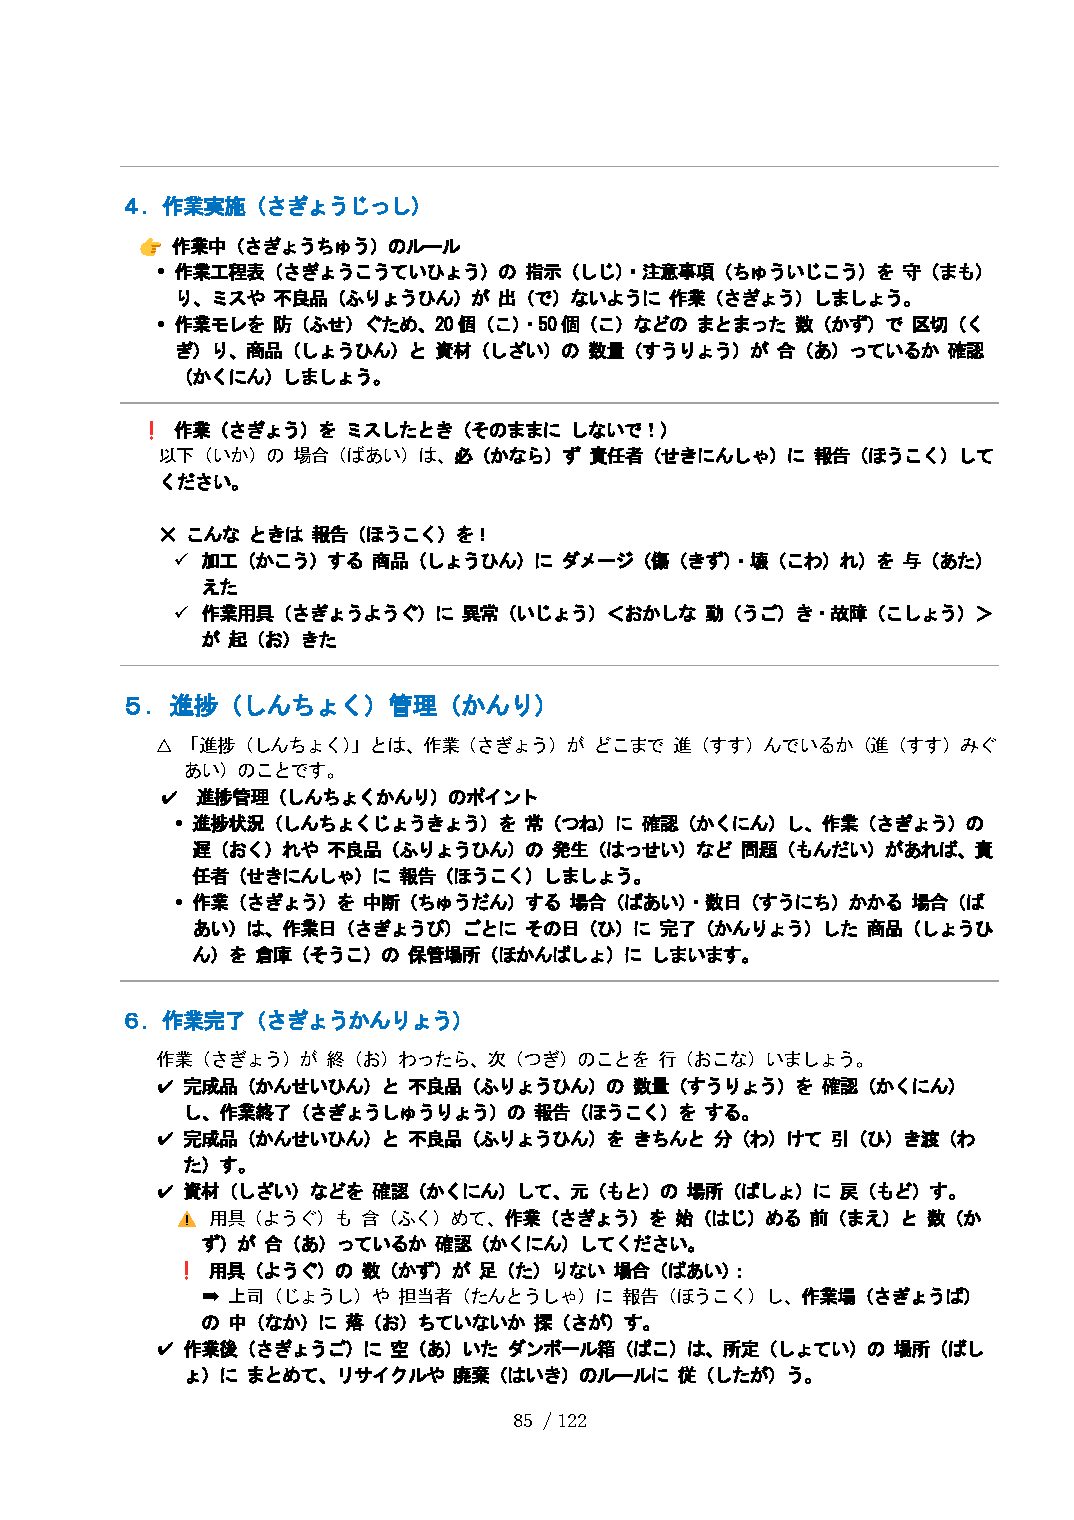 ４．作業実施（さぎょうじっし）
👉 作業中（さぎょうちゅう）のルール
• 作業工程表（さぎょうこうていひょう）の 指示（しじ）・注意事項（ちゅういじこう）を 守（まも）
り、ミスや 不良品（ふりょうひん）が 出（で）ないように 作業（さぎょう）しましょう。
• 作業モレを 防（ふせ）ぐため、20個（こ）・50個（こ）などの まとまった 数（かず）で 区切（く
ぎ）り、商品（しょうひん）と 資材（しざい）の 数量（すうりょう）が 合（あ）っているか 確認
（かくにん）しましょう。
❗ 作業（さぎょう）を ミスしたとき（そのままに しないで！）
以下（いか）の 場合（ばあい）は、必（かなら）ず 責任者（せきにんしゃ）に 報告（ほうこく）して
ください。
✕ こんな ときは 報告（ほうこく）を！
✓ 加工（かこう）する 商品（しょうひん）に ダメージ（傷（きず）・壊（こわ）れ）を 与（あた）
えた
✓ 作業用具（さぎょうようぐ）に 異常（いじょう）＜おかしな 動（うご）き・故障（こしょう）＞
が 起（お）きた
５．進捗（しんちょく）管理（かんり）
△ 「進捗（しんちょく）」とは、作業（さぎょう）が どこまで 進（すす）んでいるか（進（すす）みぐ
あい）のことです。
✔ 進捗管理（しんちょくかんり）のポイント
• 進捗状況（しんちょくじょうきょう）を 常（つね）に 確認（かくにん）し、作業（さぎょう）の
遅（おく）れや 不良品（ふりょうひん）の 発生（はっせい）など 問題（もんだい）があれば、責
任者（せきにんしゃ）に 報告（ほうこく）しましょう。
• 作業（さぎょう）を 中断（ちゅうだん）する 場合（ばあい）・数日（すうにち）かかる 場合（ば
あい）は、作業日（さぎょうび）ごとに その日（ひ）に 完了（かんりょう）した 商品（しょうひ
ん）を 倉庫（そうこ）の 保管場所（ほかんばしょ）に しまいます。
６．作業完了（さぎょうかんりょう）
作業（さぎょう）が 終（お）わったら、次（つぎ）のことを 行（おこな）いましょう。
✔ 完成品（かんせいひん）と 不良品（ふりょうひん）の 数量（すうりょう）を 確認（かくにん）
し、作業終了（さぎょうしゅうりょう）の 報告（ほうこく）を する。
✔ 完成品（かんせいひん）と 不良品（ふりょうひん）を きちんと 分（わ）けて 引（ひ）き渡（わ
た）す。
✔ 資材（しざい）などを 確認（かくにん）して、元（もと）の 場所（ばしょ）に 戻（もど）す。
⚠ 用具（ようぐ）も 含（ふく）めて、作業（さぎょう）を 始（はじ）める 前（まえ）と 数（か
ず）が 合（あ）っているか 確認（かくにん）してください。
❗ 用具（ようぐ）の 数（かず）が 足（た）りない 場合（ばあい）：
➡ 上司（じょうし）や 担当者（たんとうしゃ）に 報告（ほうこく）し、作業場（さぎょうば）
の 中（なか）に 落（お）ちていないか 探（さが）す。
✔ 作業後（さぎょうご）に 空（あ）いた ダンボール箱（ばこ）は、所定（しょてい）の 場所（ばし
ょ）に まとめて、リサイクルや 廃棄（はいき）のルールに 従（したが）う。
85 / 122